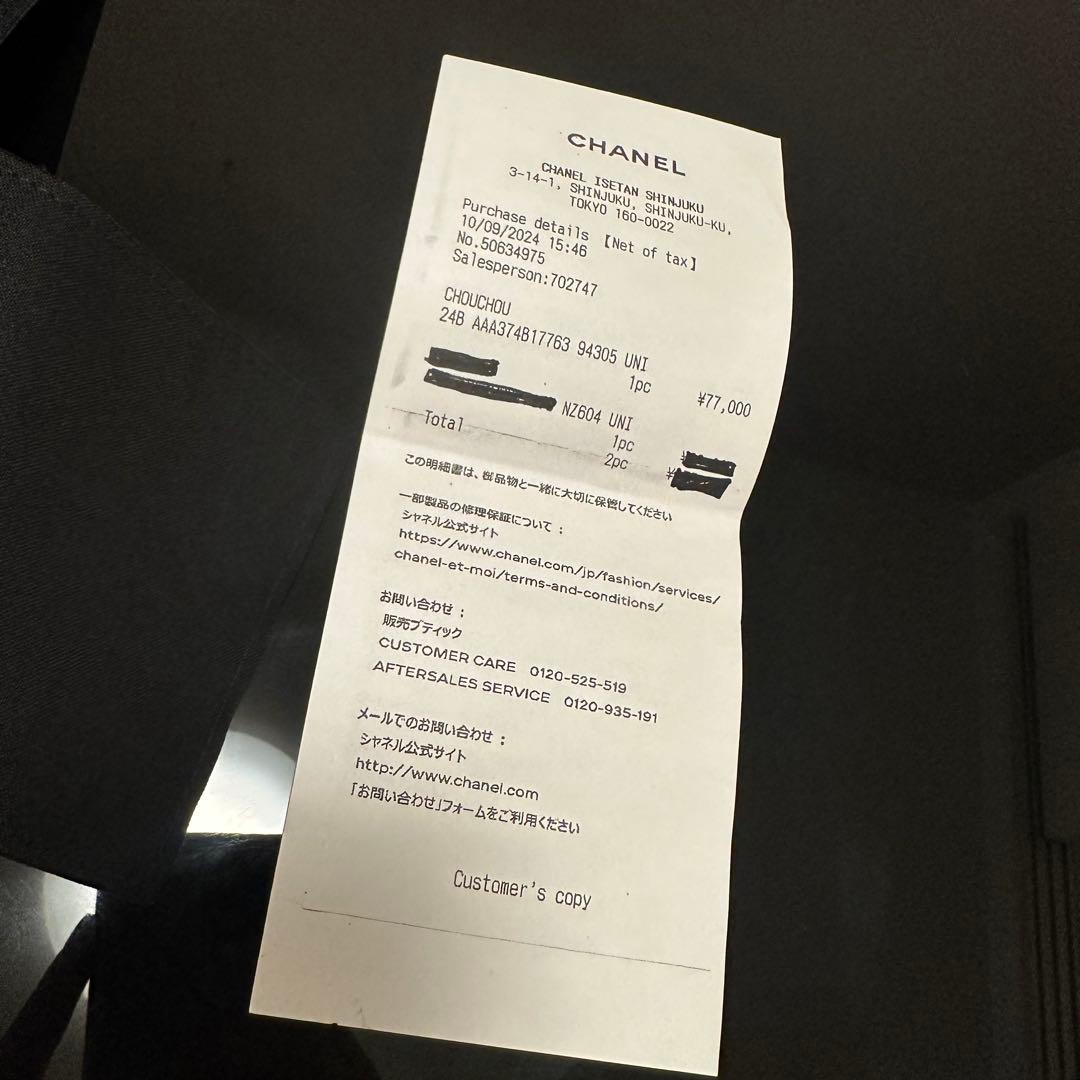 CHANEL
CHANEL ISETAN SHINJUKU
3-14-1, SHINJUKU, SHINJUKU-KU,
TOKYO 160-0022
Purchase details 【Net of tax】
10/09/2024 15:46
No.50634975
Salesperson:702747
CHOUCHOU
24B AAA374B17763 94305 UNI
1pc ¥77,000
NZ604 UNI
1pc ¥
Total 2pc ¥
この明細書は、御品物と一緒に大切に保管してください
一部製品の修理保証について：
シャネル公式サイト
https://www.chanel.com/jp/fashion/services/
chanel-et-moi/terms-and-conditions/
お問い合わせ：
販売ブティック
CUSTOMER CARE 0120-525-519
AFTERSALES SERVICE 0120-935-191
メールでのお問い合わせ：
シャネル公式サイト
http://www.chanel.com
「お問い合わせ」フォームをご利用ください
Customer's copy